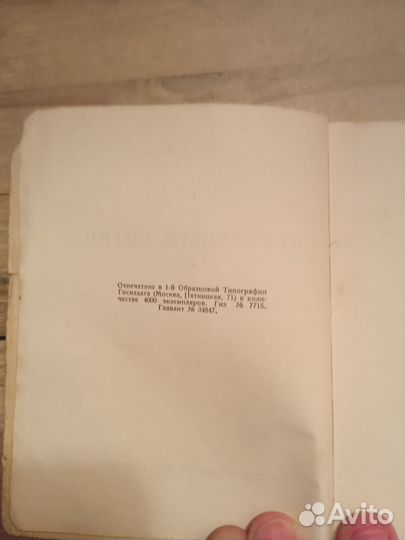 Отпечатано в 1-й Образцовой Типографии
Госиздата (Москва, Пятницкая, 71) в коли-
честве 4000 экземпляров. Гиз № 7715.
Главлит № 34847.
Avito